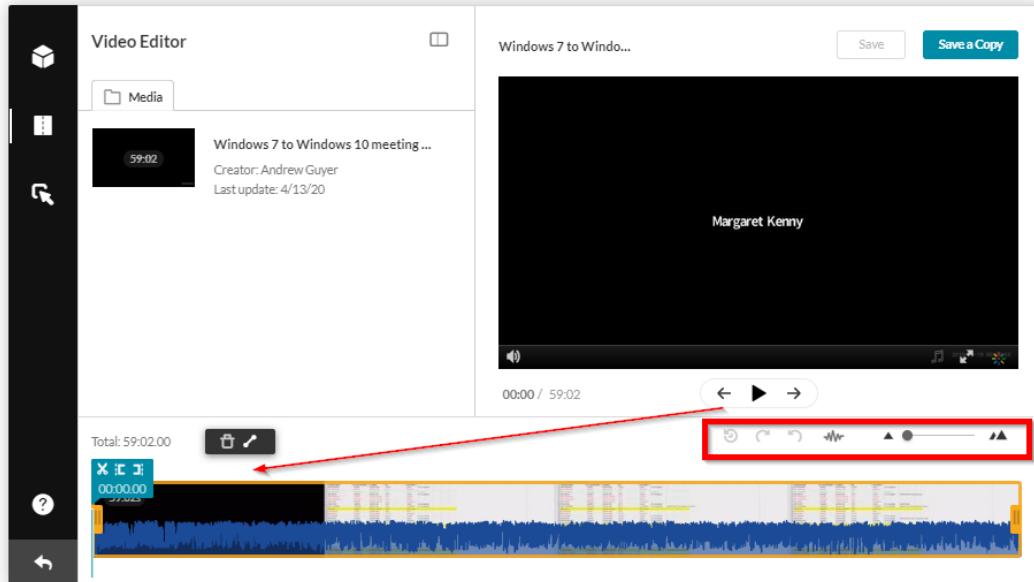 Video Editor
Media
59:02
Windows 7 to Windows 10 meeting ...
Creator: Andrew Guyer
Last update: 4/13/20
Windows 7 to Windo...
Save
Save a Copy
Margaret Kenny
00:00 / 59:02
Total: 59:02.00
00:00.00
59:02s
?